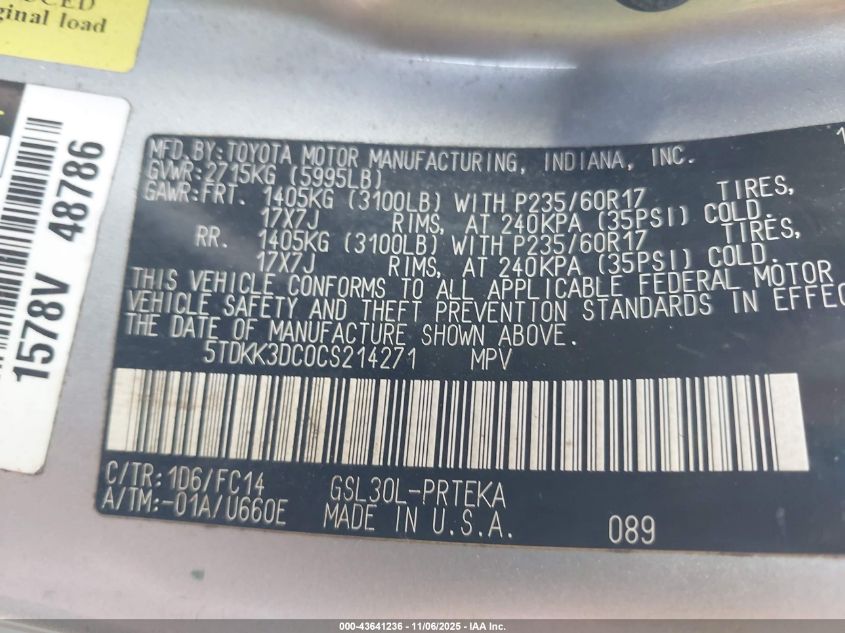 ginal load
1578V 48786
MFD. BY: TOYOTA MOTOR MANUFACTURING, INDIANA, INC.
GVWR: 2715KG (5995LB)
GAWR: FRT. 1405KG (3100LB) WITH P235/60R17 TIRES,
17X7J RIMS, AT 240KPA (35PSI) COLD.
RR. 1405KG (3100LB) WITH P235/60R17 TIRES,
17X7J RIMS, AT 240KPA (35PSI) COLD.
THIS VEHICLE CONFORMS TO ALL APPLICABLE FEDERAL MOTOR
VEHICLE SAFETY AND THEFT PREVENTION STANDARDS IN EFFEC
THE DATE OF MANUFACTURE SHOWN ABOVE.
5TDKK3DC0CS214271 MPV
C/TR: 1D6/FC14 GSL30L-PRTEKA
A/TM: -01A/U660E MADE IN U.S.A.
089
000-43641236 - 11/06/2025 - IAA Inc.